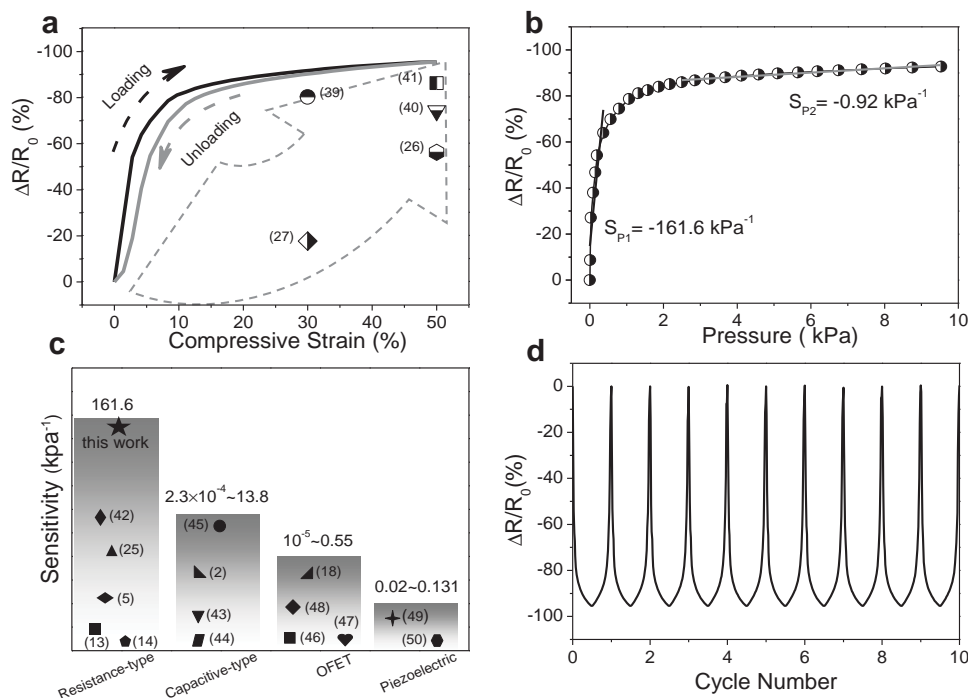 a
-100
-80
-60
-40
-20
0
ΔR/R0 (%)
Loading
Unloading
(39)
(41)
(40)
(26)
(27)
0 10 20 30 40 50
Compressive Strain (%)
b
-100
-80
-60
-40
-20
0
ΔR/R0 (%)
SP2= -0.92 kPa-1
SP1= -161.6 kPa-1
0 2 4 6 8 10
Pressure ( kPa)
c
Sensitivity (kpa-1)
161.6
this work
(42)
(25)
(5)
(13) (14)
2.3×10-4~13.8
(45)
(2)
(43)
(44)
10-5~0.55
(18)
(48)
(47)
(46)
0.02~0.131
(49)
(50)
Resistance-type
Capacitive-type
OFET
Piezoelectric
d
0
-20
-40
-60
-80
-100
ΔR/R0(%)
0 2 4 6 8 10
Cycle Number